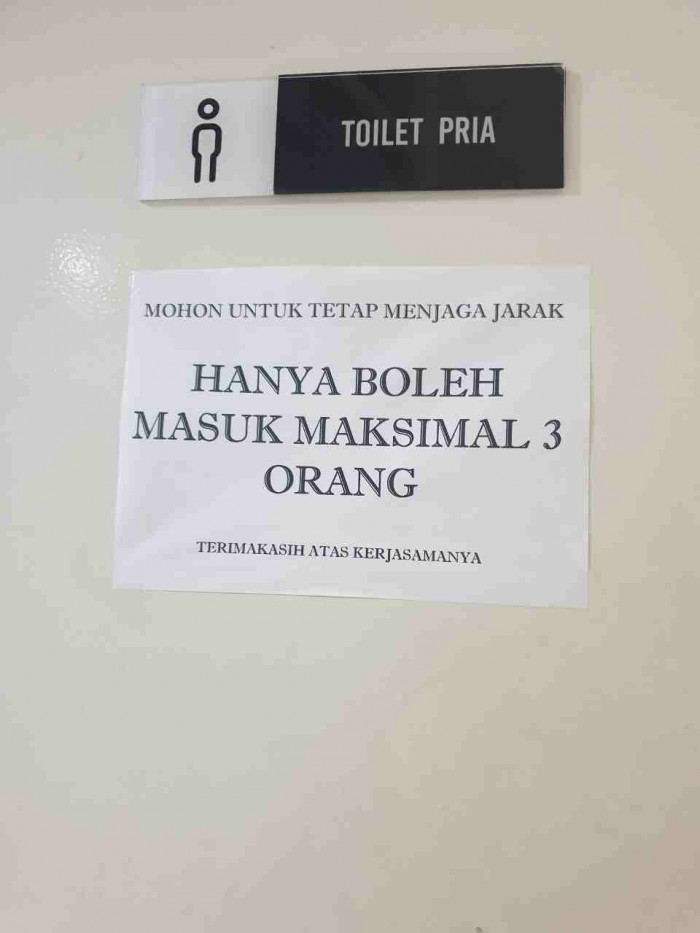 TOILET PRIA
MOHON UNTUK TETAP MENJAGA JARAK
HANYA BOLEH
MASUK MAKSIMAL 3
ORANG
TERIMAKASIH ATAS KERJASAMANYA